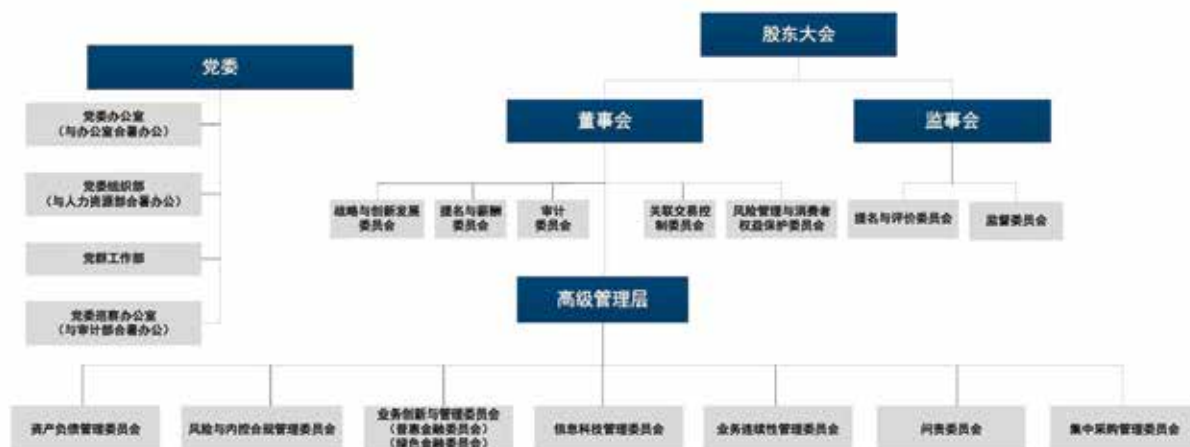 股东大会
党委
董事会
监事会
党委办公室
（与办公室合署办公）
党委组织部
（与人力资源部合署办公）
党群工作部
党委巡察办公室
（与审计部合署办公）
战略与创新发展
委员会
提名与薪酬
委员会
审计
委员会
关联交易控
制委员会
风险管理与消费者
权益保护委员会
提名与评价委员会
监督委员会
高级管理层
资产负债管理委员会
风险与内控合规管理委员会
业务创新与管理委员会
（普惠金融委员会）
（绿色金融委员会）
信息科技管理委员会
业务连续性管理委员会
问责委员会
集中采购管理委员会